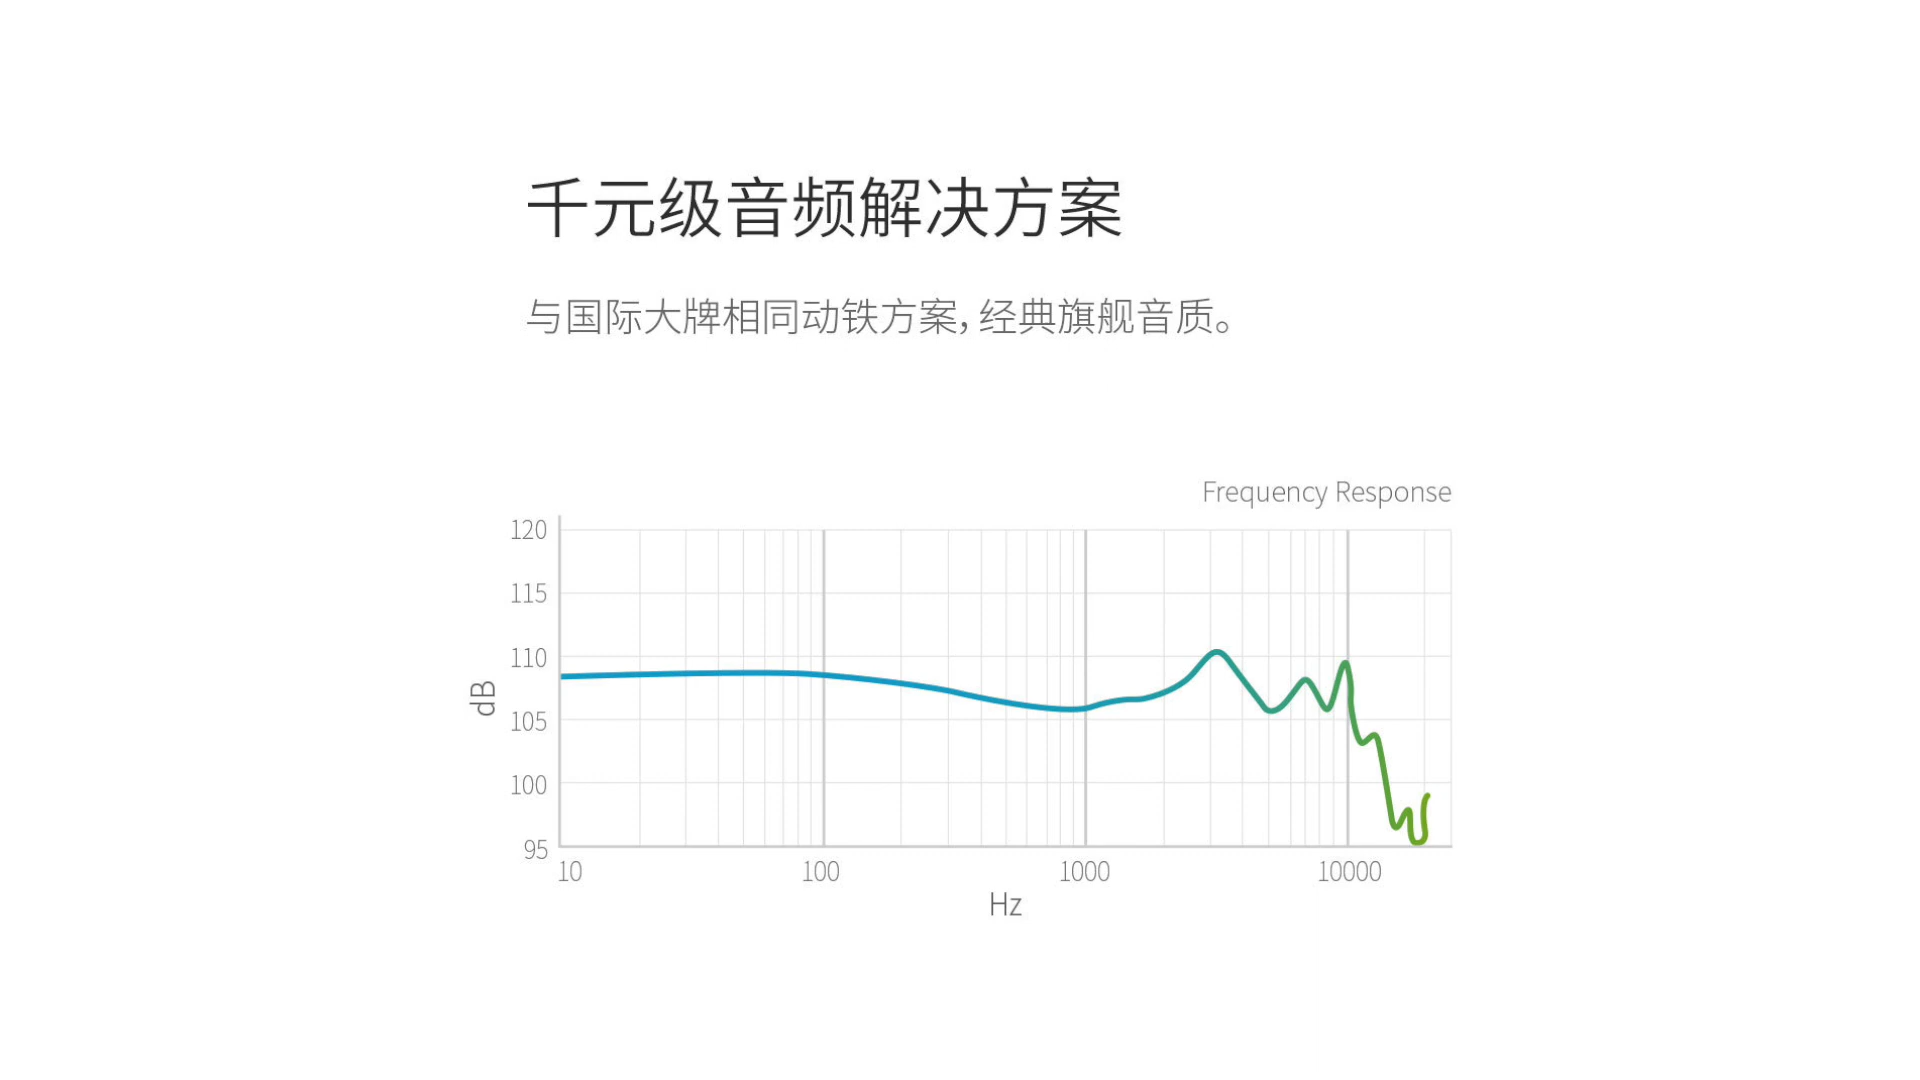 千元级音频解决方案
与国际大牌相同动铁方案，经典旗舰音质。
Frequency Response
120
115
110
105
100
95
dB
10 100 1000 10000
Hz